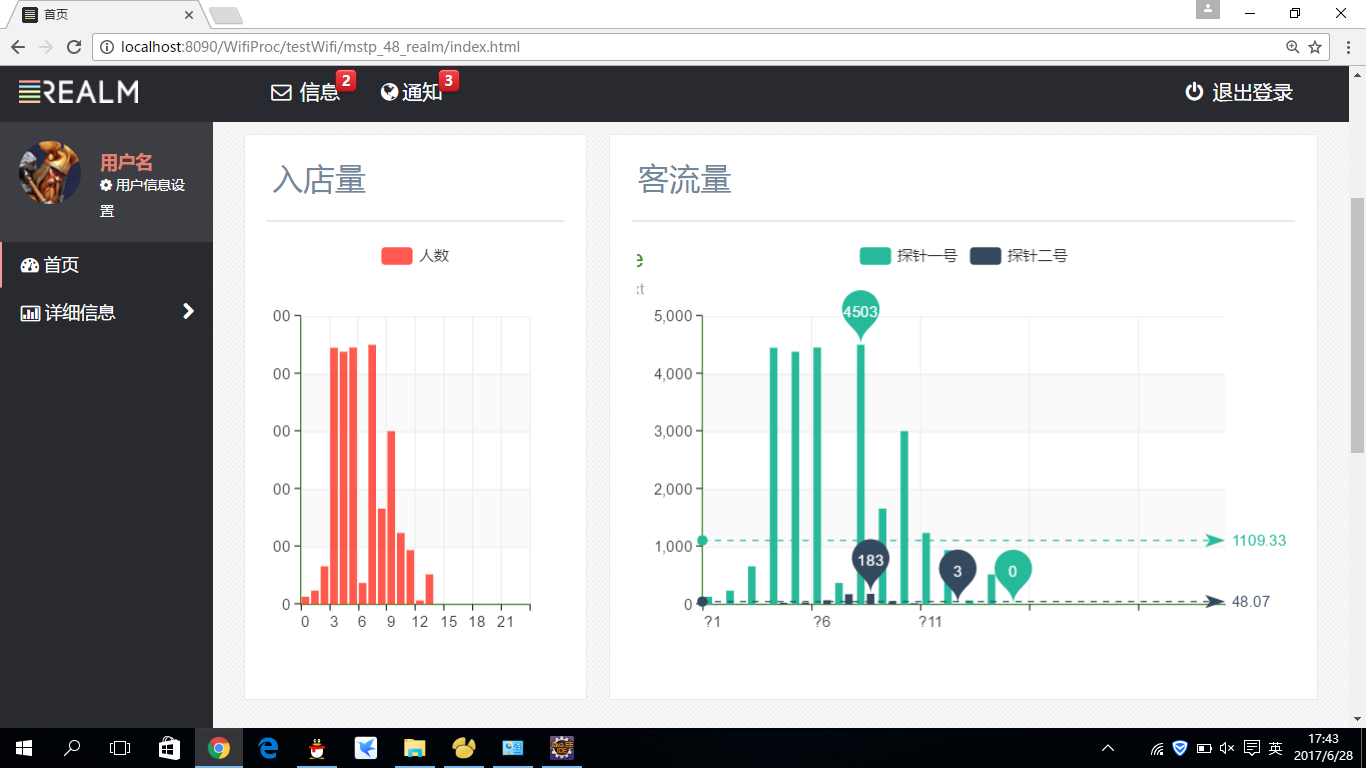 首页
localhost:8090/WifiProc/testWifi/mstp_48_realm/index.html
REALM
信息 2
通知 3
退出登录
用户名
用户信息设
置
首页
详细信息
入店量
人数
00
00
00
00
00
0
0 3 6 9 12 15 18 21
客流量
e
xt
探针一号 探针二号
5,000
4,000
3,000
2,000
1,000
0
4503
183
3
0
1109.33
48.07
?1 ?6 ?11
英
17:43
2017/6/28